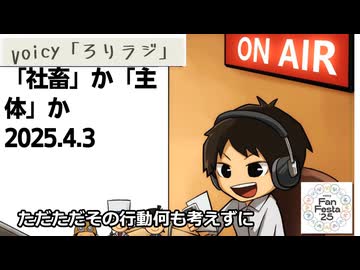 Voicy「ろりラジ」
ON AIR
「社畜」か「主
体」か
2025.4.3
Fan
Festa
'25
ただただその行動何も考えずに